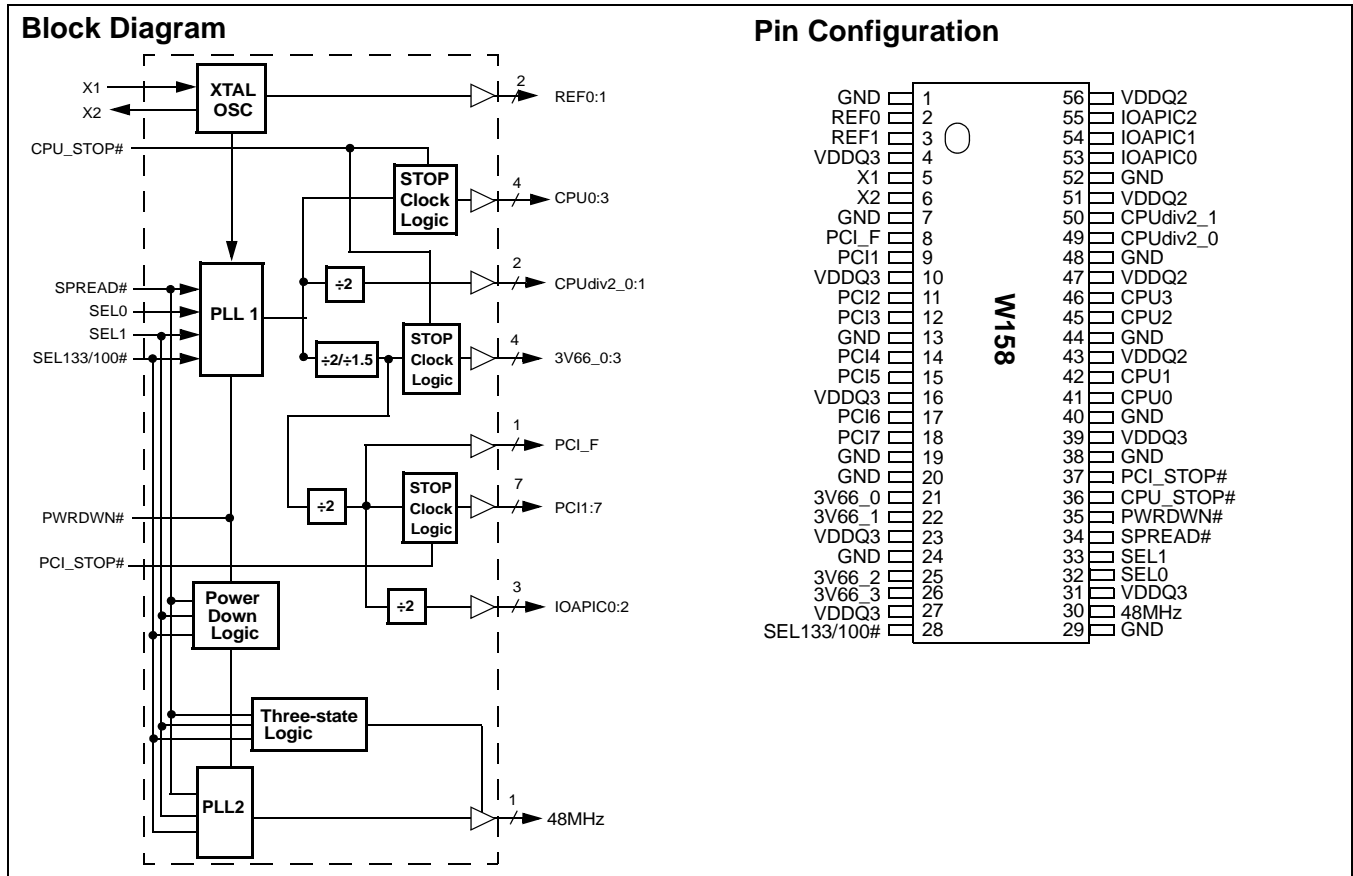 Block Diagram
X1
X2
XTAL
OSC
2
REF0:1
CPU_STOP#
STOP
Clock
Logic
4
CPU0:3
SPREAD#
SEL0
SEL1
SEL133/100#
PLL 1
÷2
2
CPUdiv2_0:1
÷2/÷1.5
STOP
Clock
Logic
4
3V66_0:3
1
PCI_F
÷2
STOP
Clock
Logic
7
PCI1:7
PWRDWN#
PCI_STOP#
Power
Down
Logic
÷2
3
IOAPIC0:2
Three-state
Logic
PLL2
1
48MHz
Pin Configuration
W158
GND 1 56 VDDQ2
REF0 2 55 IOAPIC2
REF1 3 54 IOAPIC1
VDDQ3 4 53 IOAPIC0
X1 5 52 GND
X2 6 51 VDDQ2
GND 7 50 CPUdiv2_1
PCI_F 8 49 CPUdiv2_0
PCI1 9 48 GND
VDDQ3 10 47 VDDQ2
PCI2 11 46 CPU3
PCI3 12 45 CPU2
GND 13 44 GND
PCI4 14 43 VDDQ2
PCI5 15 42 CPU1
VDDQ3 16 41 CPU0
PCI6 17 40 GND
PCI7 18 39 VDDQ3
GND 19 38 GND
GND 20 37 PCI_STOP#
3V66_0 21 36 CPU_STOP#
3V66_1 22 35 PWRDWN#
VDDQ3 23 34 SPREAD#
GND 24 33 SEL1
3V66_2 25 32 SEL0
3V66_3 26 31 VDDQ3
VDDQ3 27 30 48MHz
SEL133/100# 28 29 GND